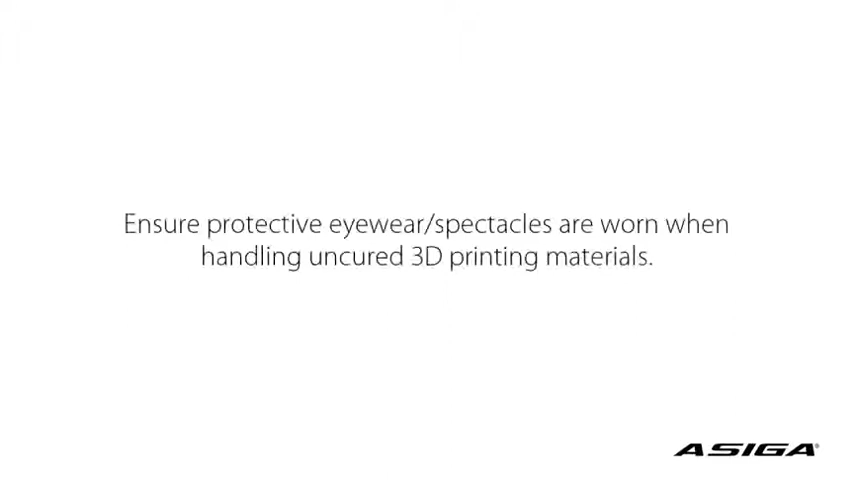 Ensure protective eyewear/spectacles are worn when
handling uncured 3D printing materials.
ASIGA®